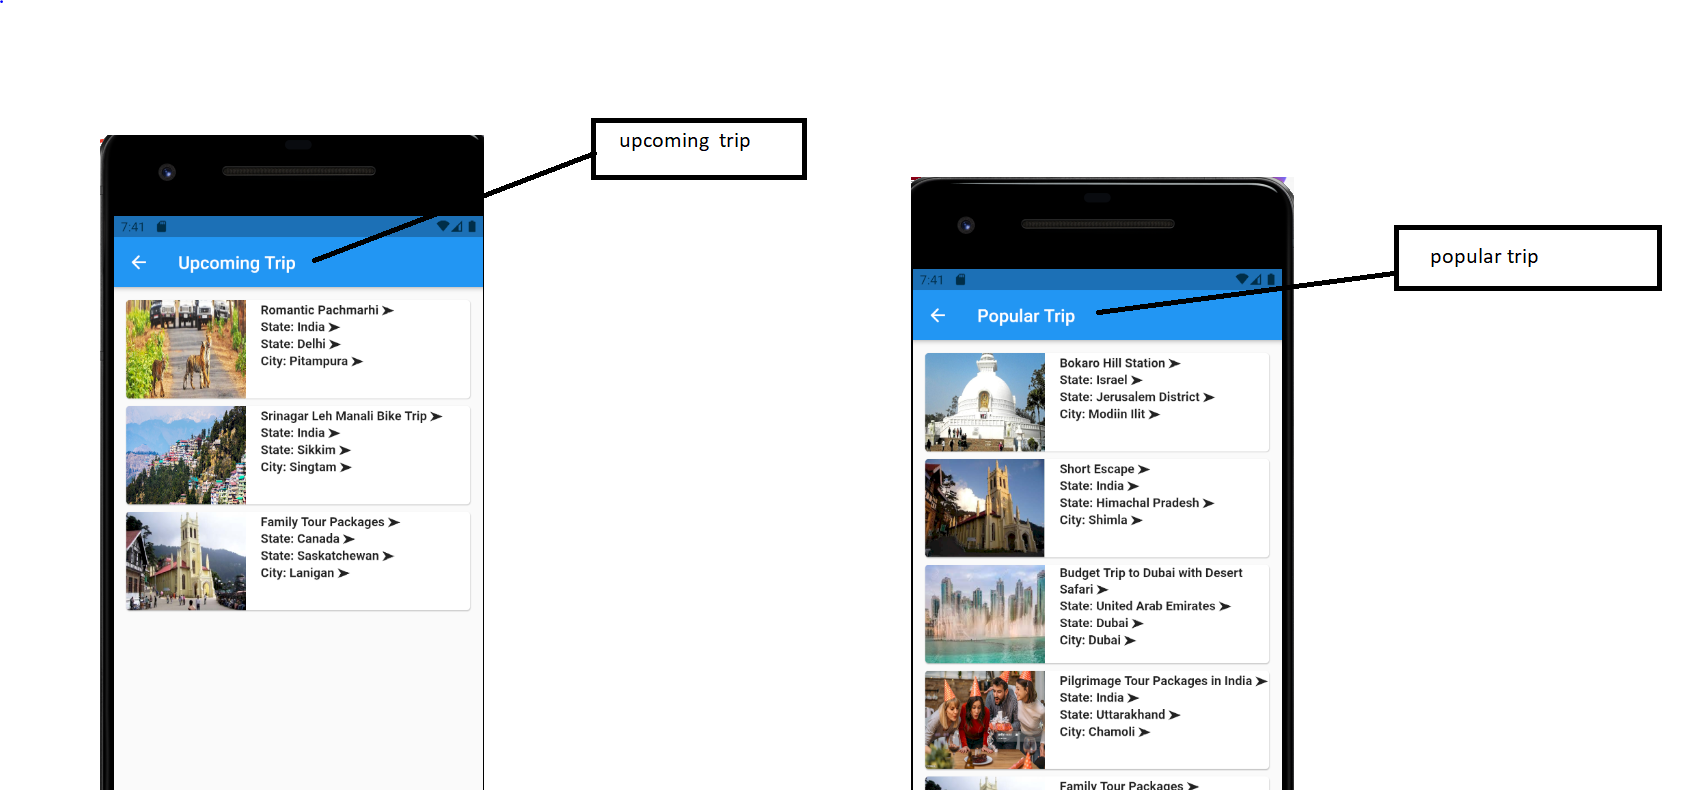 upcoming trip
7:41
Upcoming Trip
Romantic Pachmarhi ➤
State: India ➤
State: Delhi ➤
City: Pitampura ➤
Srinagar Leh Manali Bike Trip ➤
State: India ➤
State: Sikkim ➤
City: Singtam ➤
Family Tour Packages ➤
State: Canada ➤
State: Saskatchewan ➤
City: Lanigan ➤
popular trip
7:41
Popular Trip
Bokaro Hill Station ➤
State: Israel ➤
State: Jerusalem District ➤
City: Modiin Ilit ➤
Short Escape ➤
State: India ➤
State: Himachal Pradesh ➤
City: Shimla ➤
Budget Trip to Dubai with Desert
Safari ➤
State: United Arab Emirates ➤
State: Dubai ➤
City: Dubai ➤
Pilgrimage Tour Packages in India ➤
State: India ➤
State: Uttarakhand ➤
City: Chamoli ➤
Family Tour Packages ➤